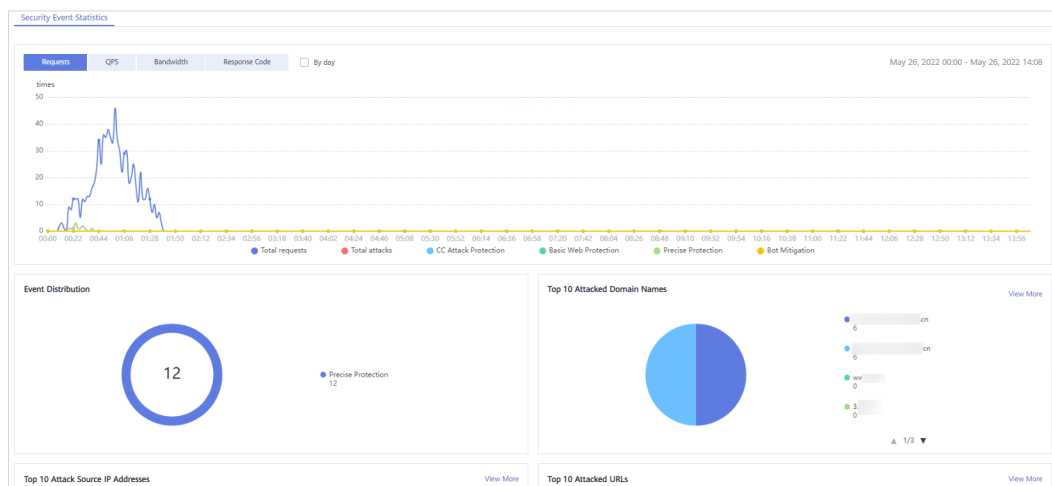 Security Event Statistics
Requests QPS Bandwidth Response Code By day May 26, 2022 00:00 - May 26, 2022 14:08
times
50
40
30
20
10
0
00:00 00:22 00:44 01:06 01:28 01:50 02:12 02:34 02:56 03:18 03:40 04:02 04:24 04:46 05:08 05:30 05:52 06:14 06:36 06:58 07:20 07:42 08:04 08:26 08:48 09:10 09:32 09:54 10:16 10:38 11:00 11:22 11:44 12:06 12:28 12:50 13:12 13:34 13:56
Total requests Total attacks CC Attack Protection Basic Web Protection Precise Protection Bot Mitigation
Event Distribution
12
Precise Protection
12
Top 10 Attacked Domain Names View More
.cn
6
cn
6
0
3.
0
1/3
Top 10 Attack Source IP Addresses View More
Top 10 Attacked URLs View More